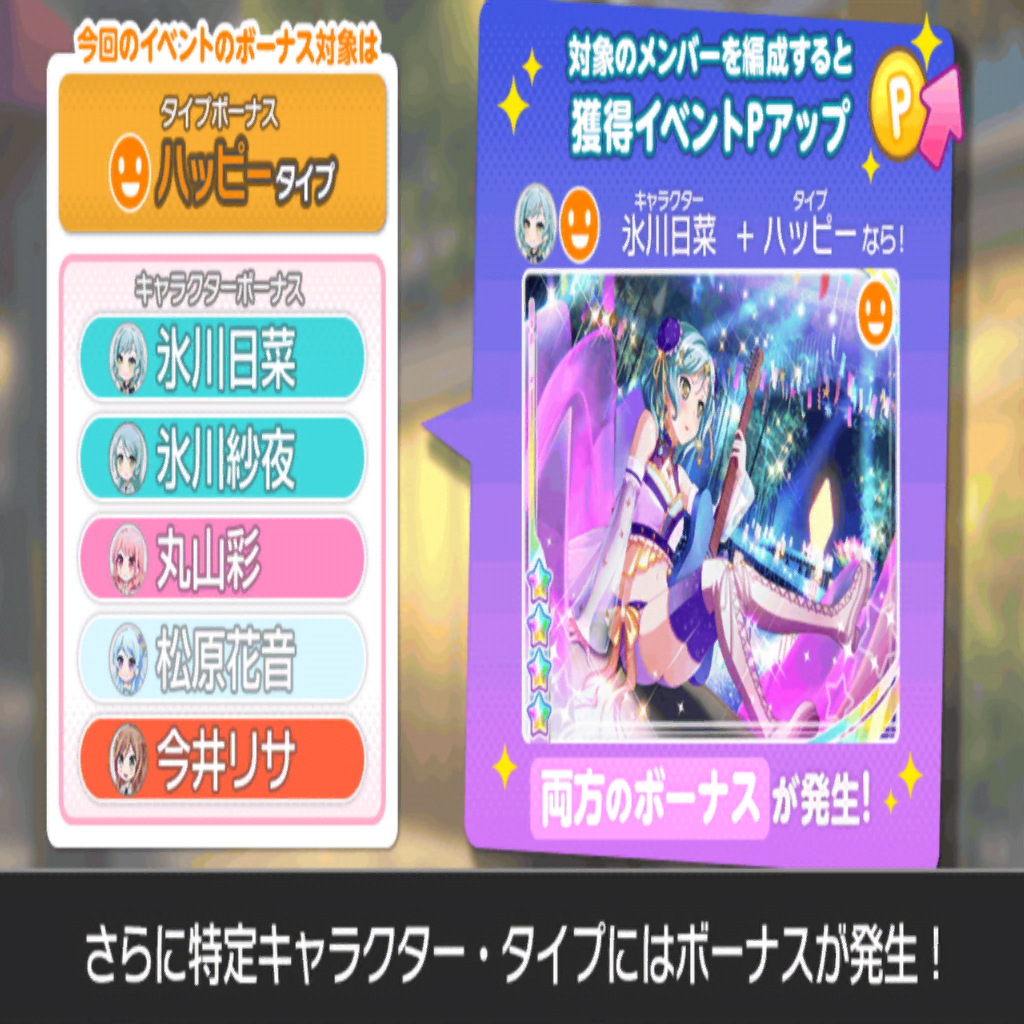 今回のイベントのボーナス対象は
タイプボーナス
ハッピータイプ
キャラクターボーナス
氷川日菜
氷川紗夜
丸山彩
松原花音
今井リサ
対象のメンバーを編成すると
獲得イベントPアップ
P
キャラクター タイプ
氷川日菜 + ハッピーなら!
両方のボーナスが発生!
さらに特定キャラクター・タイプにはボーナスが発生!